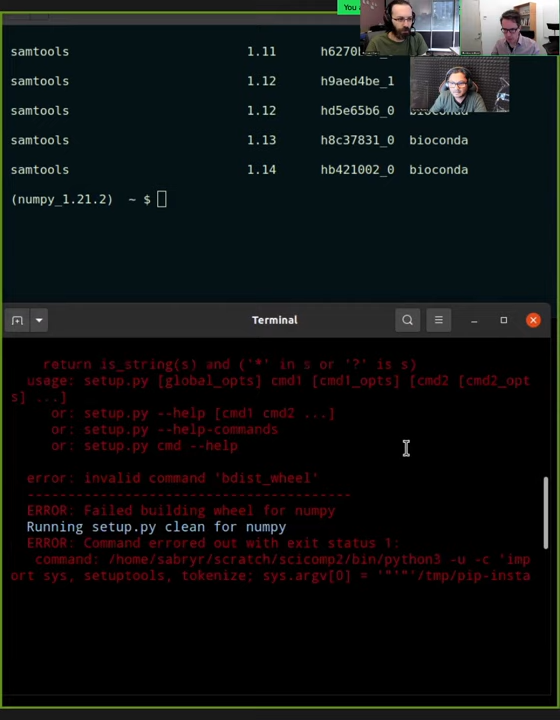 You a
samtools 1.11 h6270
samtools 1.12 h9aed4be_1
samtools 1.12 hd5e65b6_0 bioconda
samtools 1.13 h8c37831_0 bioconda
samtools 1.14 hb421002_0 bioconda
(numpy_1.21.2) ~ $
Terminal
return is_string(s) and ('*' in s or '?' is s)
usage: setup.py [global_opts] cmd1 [cmd1_opts] [cmd2 [cmd2_opt
s] ...]
or: setup.py --help [cmd1 cmd2 ...]
or: setup.py --help-commands
or: setup.py cmd --help
error: invalid command 'bdist_wheel'
----------------------------------------
ERROR: Failed building wheel for numpy
Running setup.py clean for numpy
ERROR: Command errored out with exit status 1:
command: /home/sabryr/scratch/scicomp2/bin/python3 -u -c 'imp
ort sys, setuptools, tokenize; sys.argv[0] = '"'"'/tmp/pip-insta